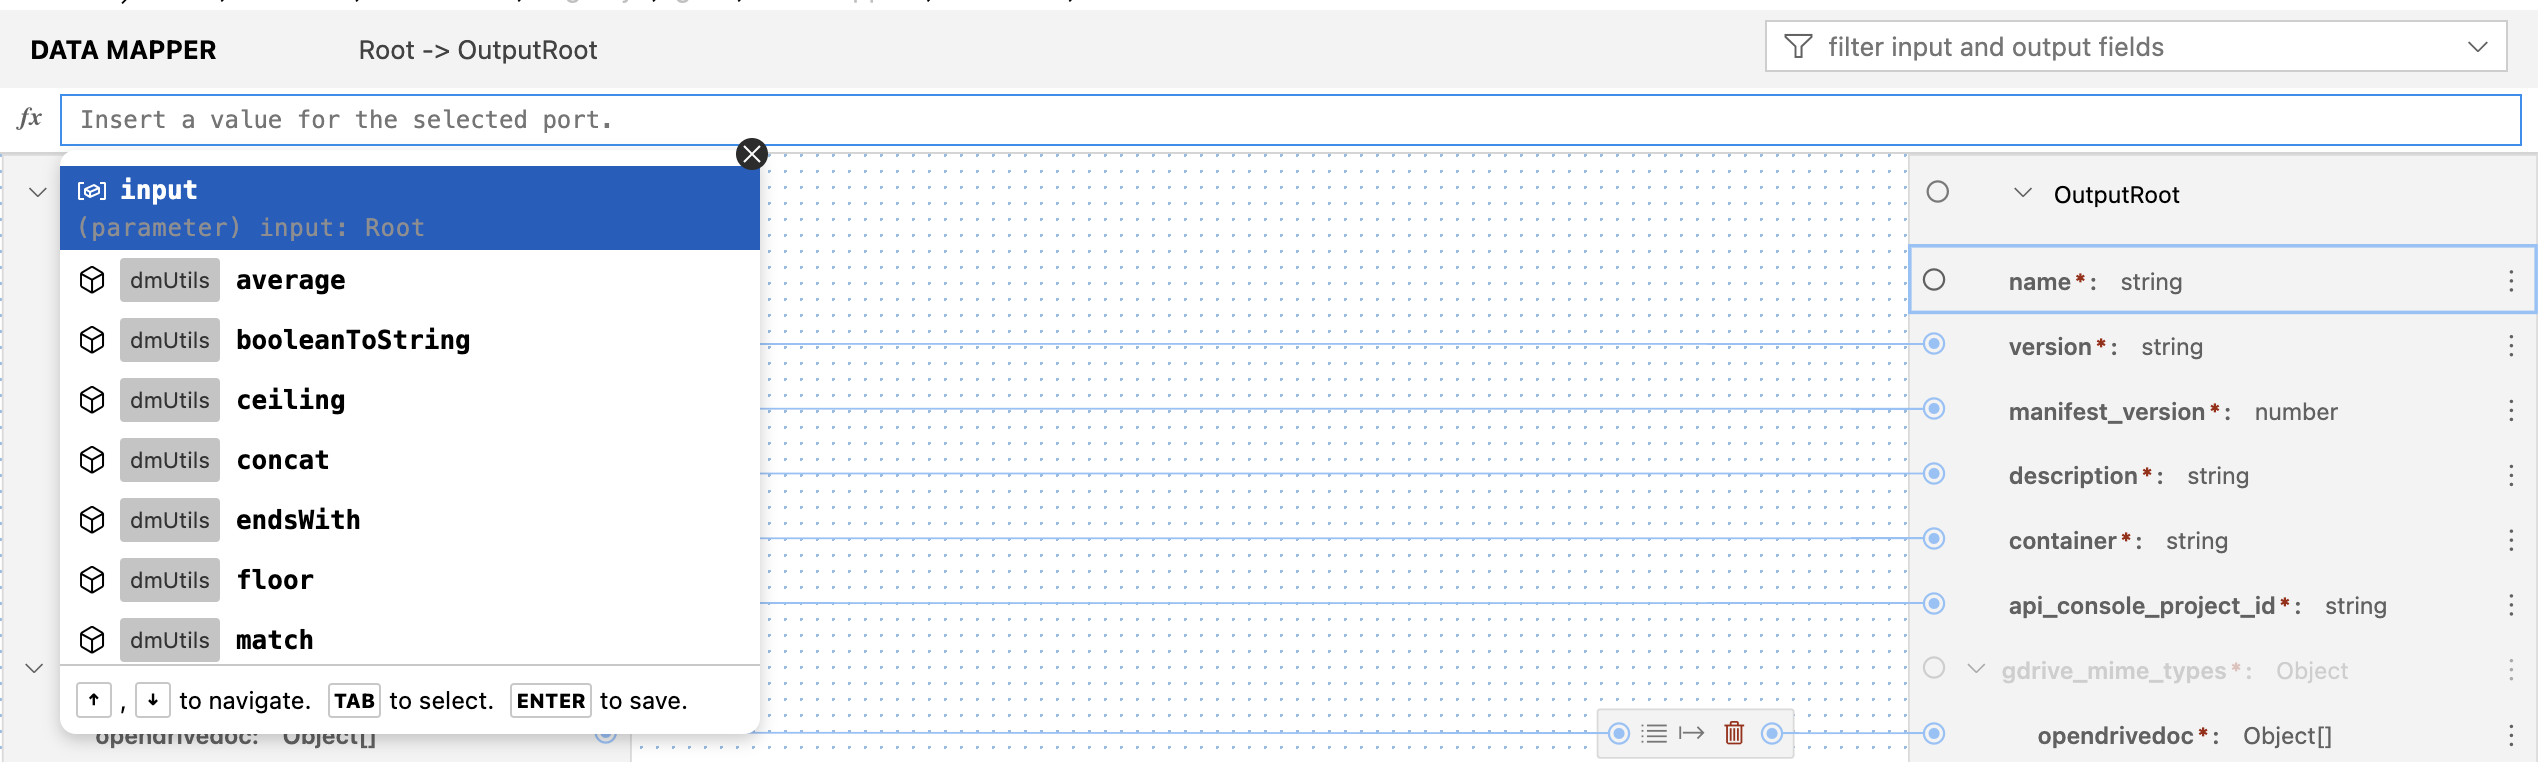 DATA MAPPER
Root -> OutputRoot
filter input and output fields
fx
Insert a value for the selected port.
input
(parameter) input: Root
dmUtils average
dmUtils booleanToString
dmUtils ceiling
dmUtils concat
dmUtils endsWith
dmUtils floor
dmUtils match
↑ , ↓ to navigate. TAB to select. ENTER to save.
opendrivedoc: Object[]
OutputRoot
name*: string
version*: string
manifest_version*: number
description*: string
container*: string
api_console_project_id*: string
gdrive_mime_types*: Object
opendrivedoc*: Object[]